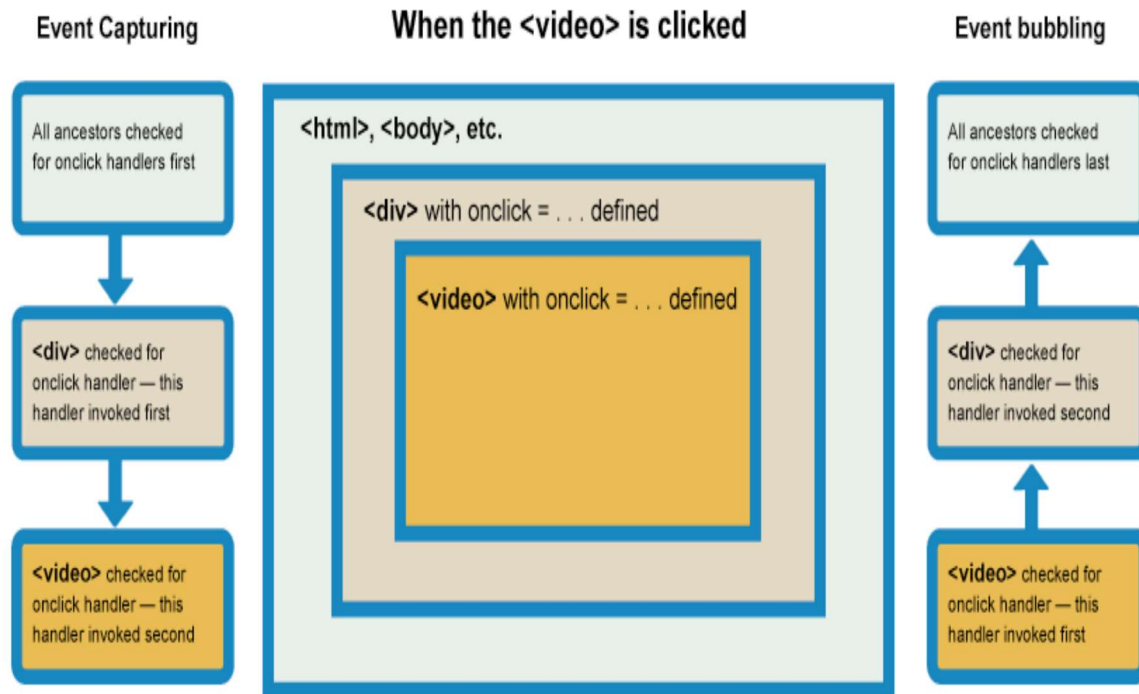 Event Capturing
When the <video> is clicked
Event bubbling
All ancestors checked
for onclick handlers first
<div> checked for
onclick handler — this
handler invoked first
<video> checked for
onclick handler — this
handler invoked second
<html>, <body>, etc.
<div> with onclick = . . . defined
<video> with onclick = . . . defined
All ancestors checked
for onclick handlers last
<div> checked for
onclick handler — this
handler invoked second
<video> checked for
onclick handler — this
handler invoked first